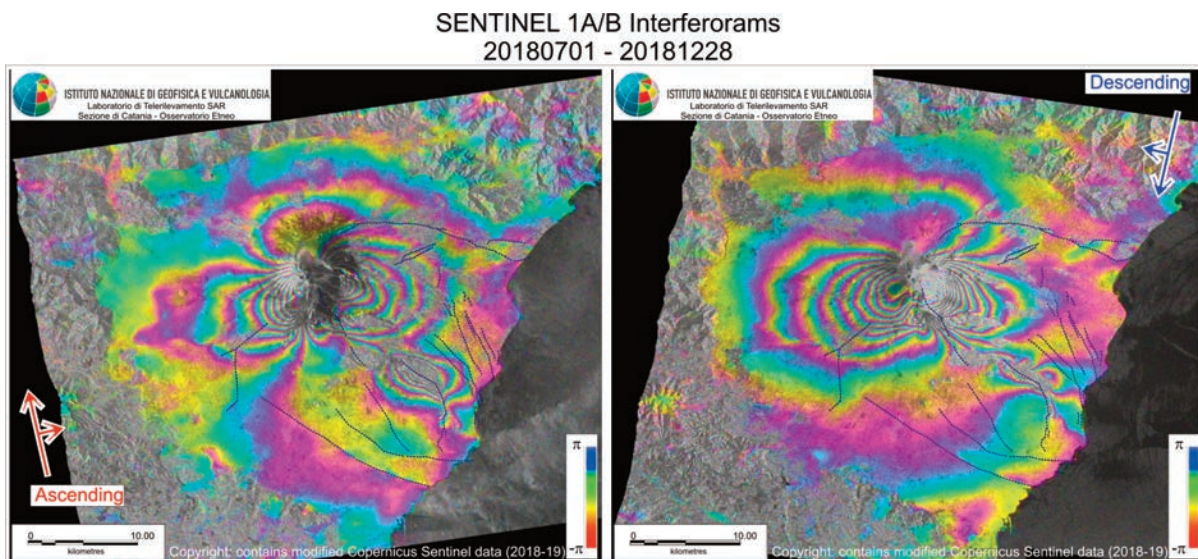 SENTINEL 1A/B Interferorams
20180701 - 20181228
ISTITUTO NAZIONALE DI GEOFISICA E VULCANOLOGIA
Laboratorio di Telerilevamento SAR
Sezione di Catania - Osservatorio Etneo
Ascending
0 10.00
kilometres
Copyright: contains modified Copernicus Sentinel data (2018-19)
π
-π
ISTITUTO NAZIONALE DI GEOFISICA E VULCANOLOGIA
Laboratorio di Telerilevamento SAR
Sezione di Catania - Osservatorio Etneo
Descending
0 10.00
kilometres
Copyright: contains modified Copernicus Sentinel data (2018-19)
π
-π